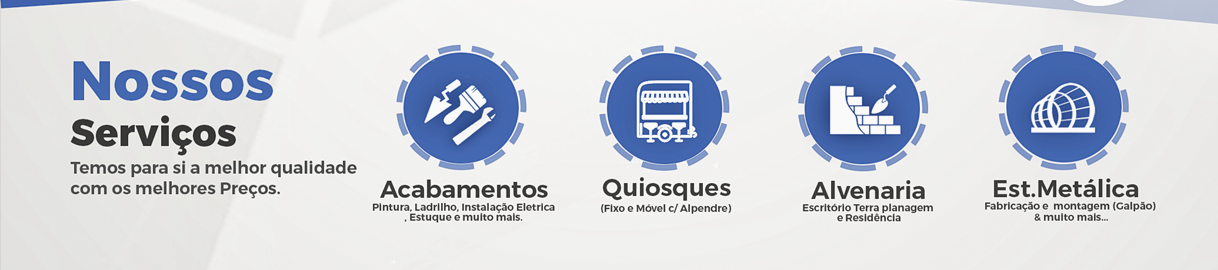 Nossos
Serviços
Temos para si a melhor qualidade
com os melhores Preços.
Acabamentos
Pintura, Ladrilho, Instalação Eletrica
, Estuque e muito mais.
Quiosques
(Fixo e Móvel c/ Alpendre)
Alvenaria
Escritório Terra planagem
e Residência
Est.Metálica
Fabricação e montagem (Galpão)
& muito mais...